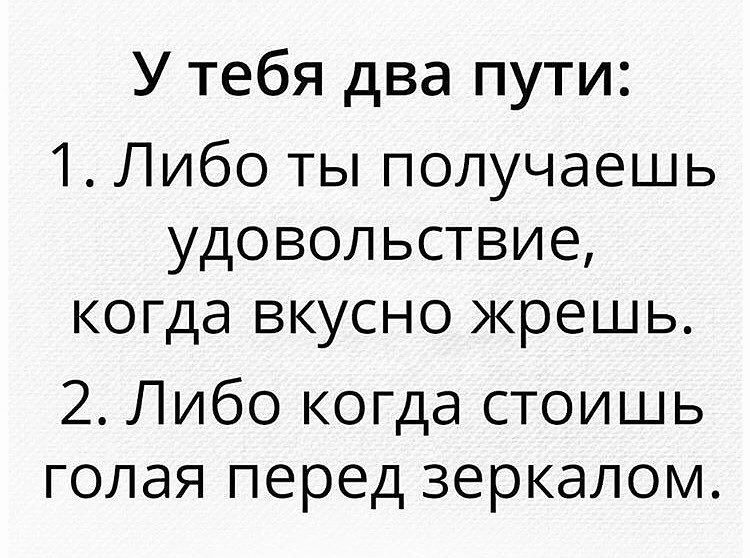 У тебя два пути:
1. Либо ты получаешь
удовольствие,
когда вкусно жрешь.
2. Либо когда стоишь
голая перед зеркалом.